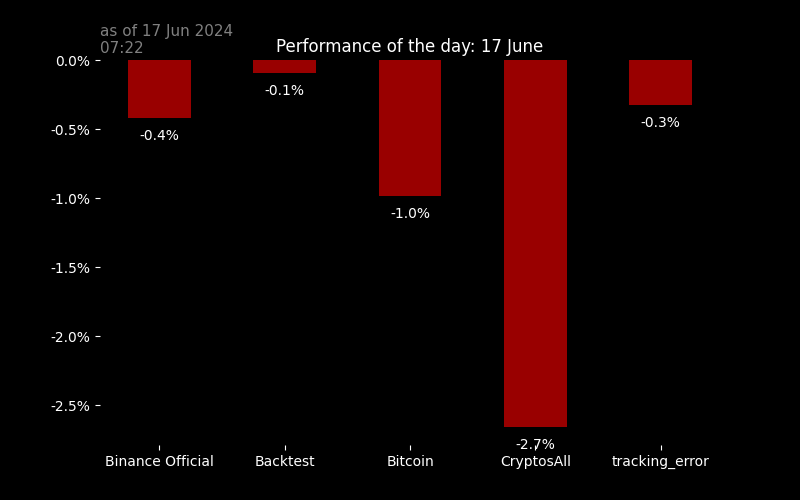 as of 17 Jun 2024
07:22
Performance of the day: 17 June
0.0%
-0.5%
-1.0%
-1.5%
-2.0%
-2.5%
-0.4%
-0.1%
-1.0%
-2.7%
-0.3%
Binance Official
Backtest
Bitcoin
CryptosAll
tracking_error